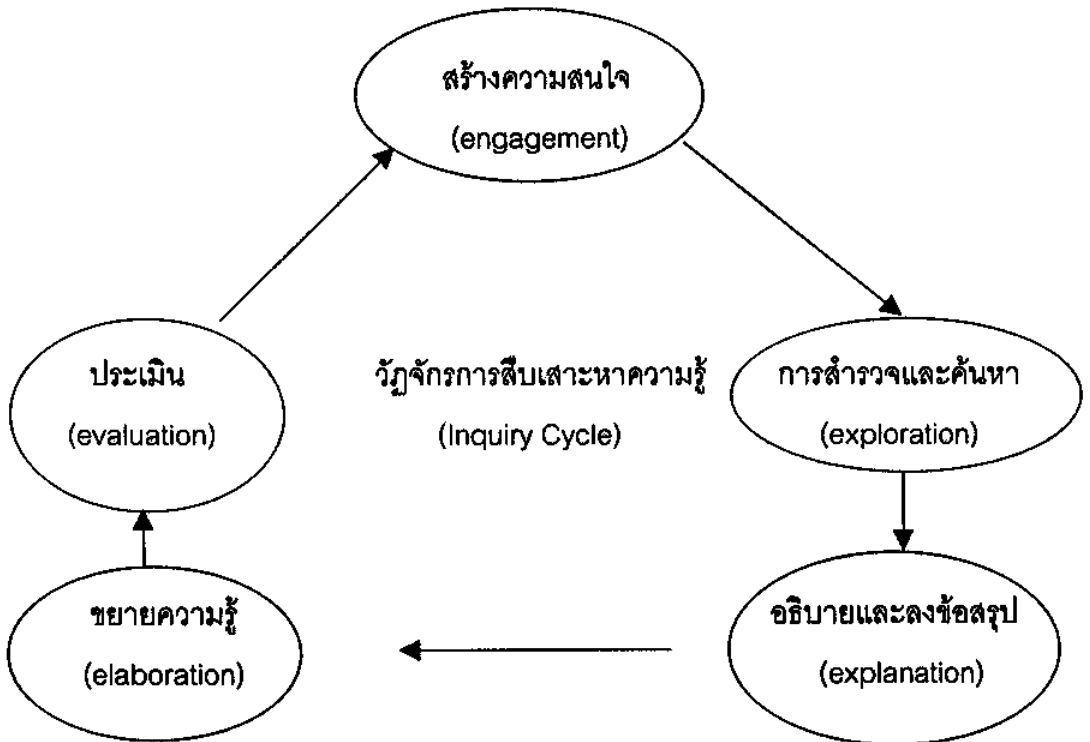 สร้างความสนใจ
(engagement)
ประเมิน
(evaluation)
วัฏจักรการสืบเสาะหาความรู้
(Inquiry Cycle)
การสำรวจและค้นหา
(exploration)
ขยายความรู้
(elaboration)
อธิบายและลงข้อสรุป
(explanation)